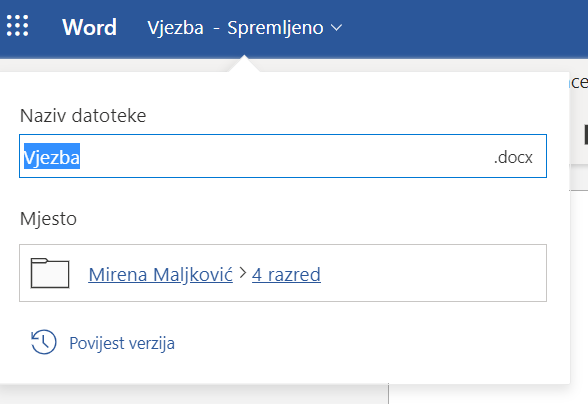 Word Vjezba - Spremljeno
Naziv datoteke
Vjezba .docx
Mjesto
Mirena Maljković > 4 razred
Povijest verzija